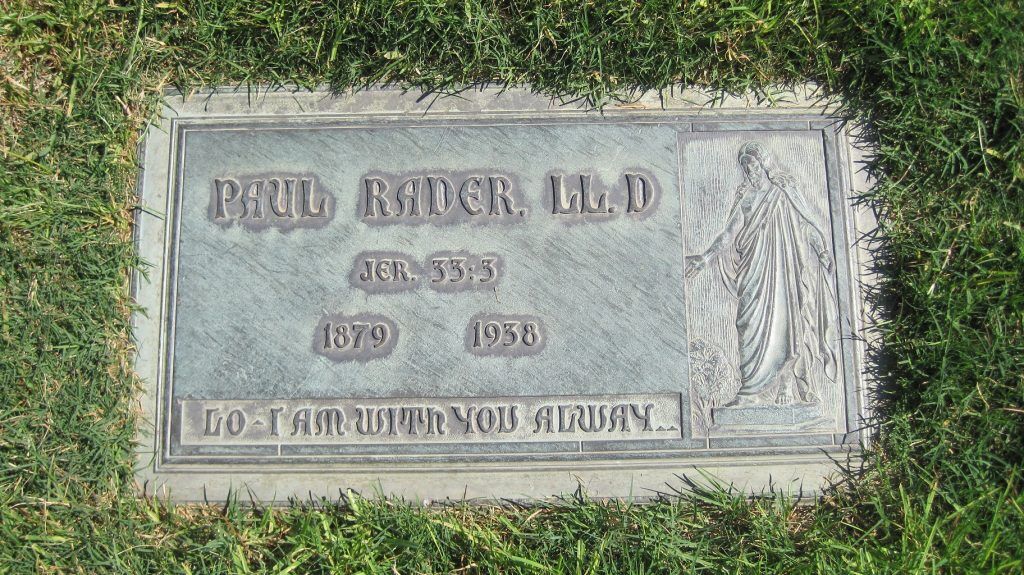 PAUL RADER, LL. D
JER. 33:3
1879 1938
LO - I AM WITH YOU ALWAY...